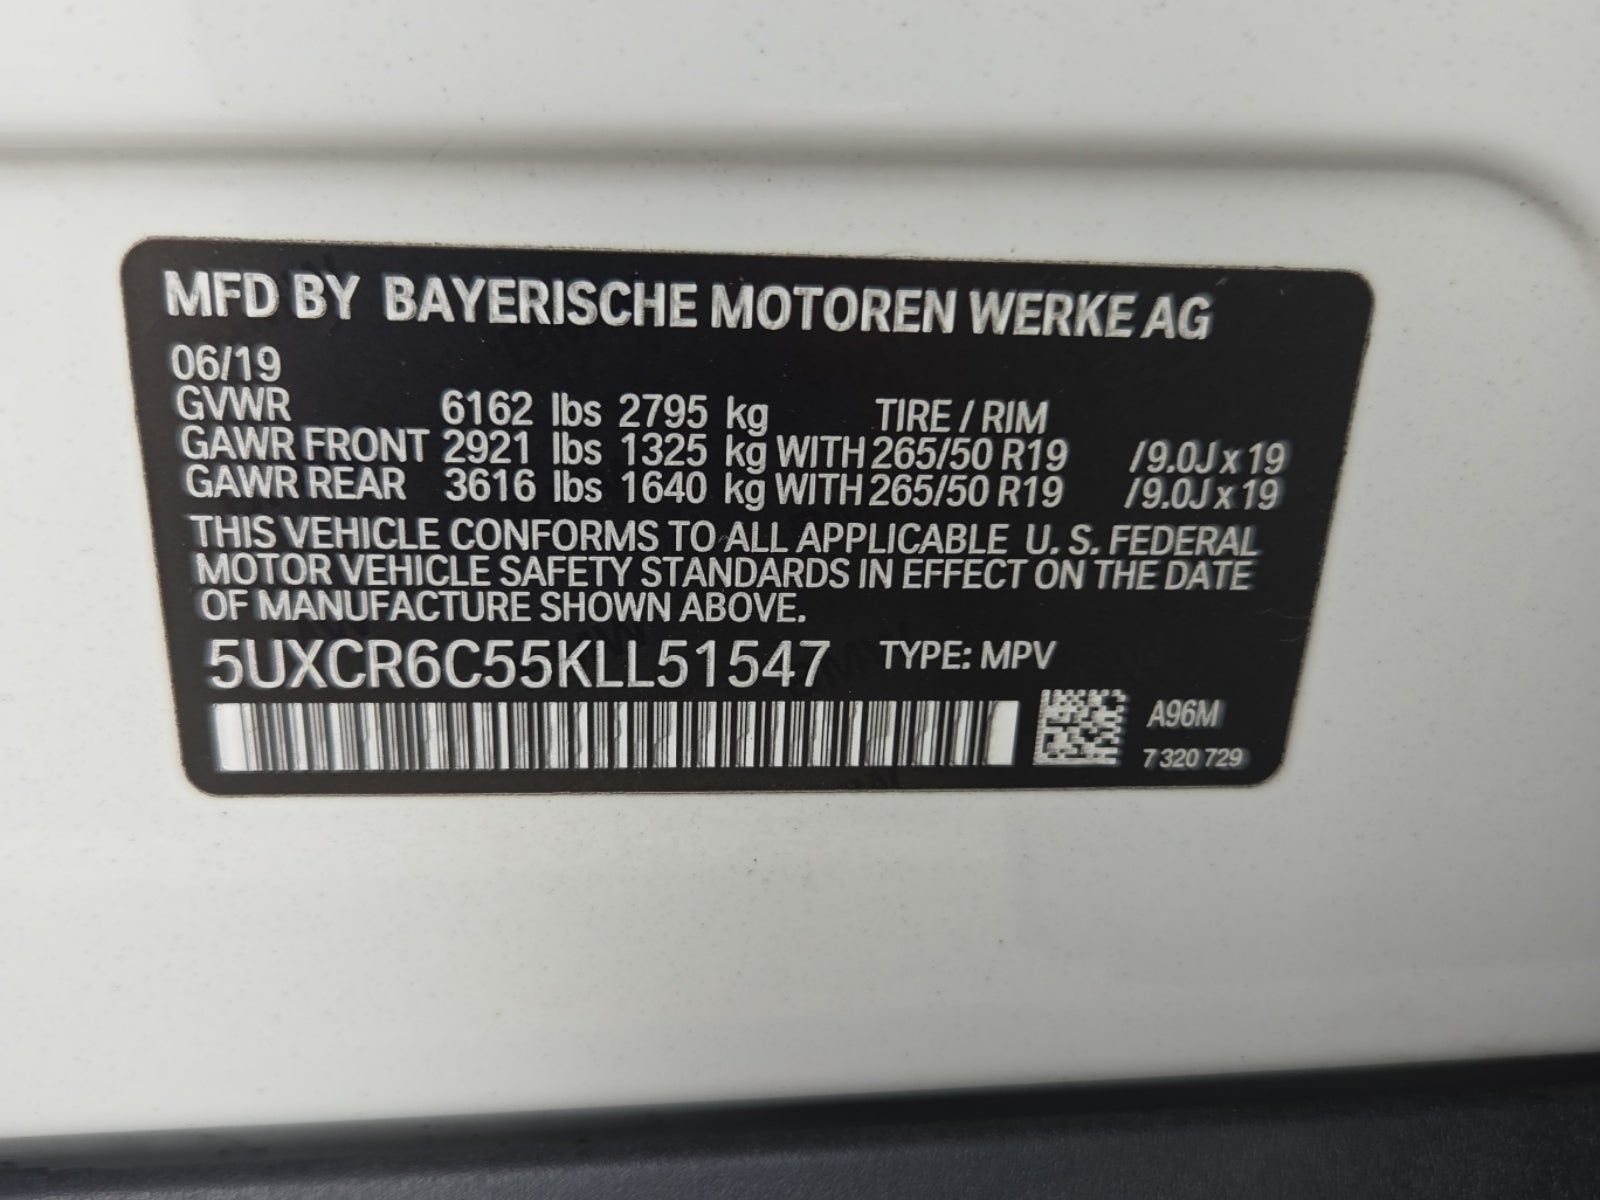 MFD BY BAYERISCHE MOTOREN WERKE AG
06/19
GVWR 6162 lbs 2795 kg TIRE / RIM
GAWR FRONT 2921 lbs 1325 kg WITH 265/50 R19 /9.0J x 19
GAWR REAR 3616 lbs 1640 kg WITH 265/50 R19 /9.0J x 19
THIS VEHICLE CONFORMS TO ALL APPLICABLE U. S. FEDERAL
MOTOR VEHICLE SAFETY STANDARDS IN EFFECT ON THE DATE
OF MANUFACTURE SHOWN ABOVE.
5UXCR6C55KLL51547 TYPE: MPV
A96M
7 320 729